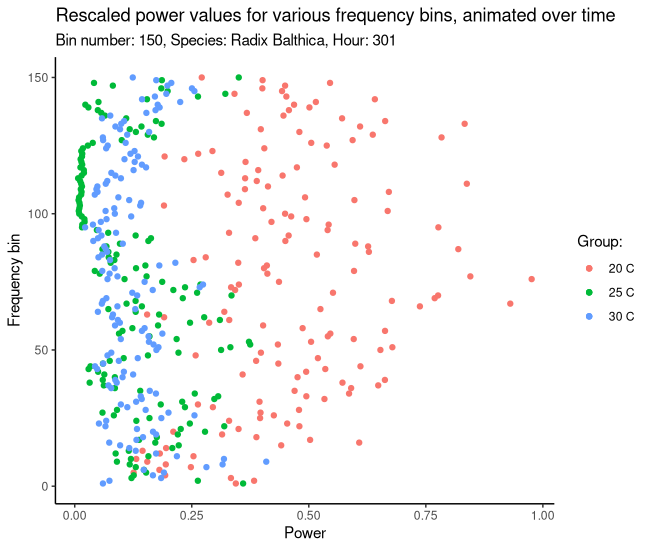 Rescaled power values for various frequency bins, animated over time
Bin number: 150, Species: Radix Balthica, Hour: 301
150
100
50
0
Frequency bin
0.00 0.25 0.50 0.75 1.00
Power
Group:
20 C
25 C
30 C